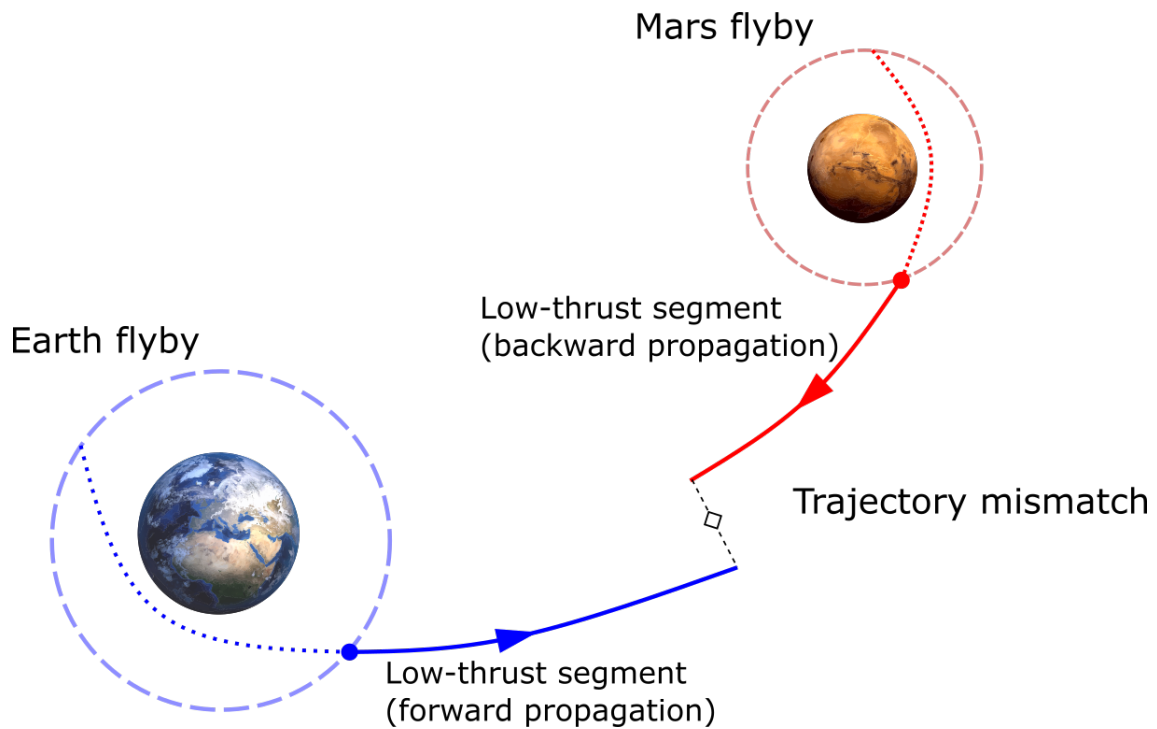 Mars flyby
Low-thrust segment
(backward propagation)
Earth flyby
Trajectory mismatch
Low-thrust segment
(forward propagation)